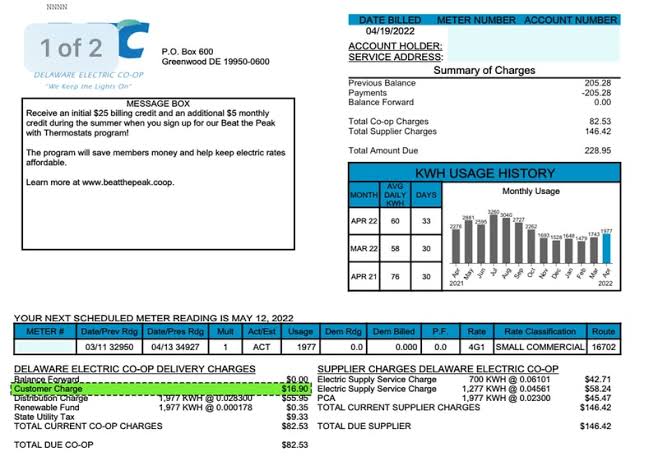 NNNN
1 of 2
C
P.O. Box 600
Greenwood DE 19950-0600
DELAWARE ELECTRIC CO-OP
"We Keep the Lights On"
DATE BILLED METER NUMBER ACCOUNT NUMBER
04/19/2022
ACCOUNT HOLDER:
SERVICE ADDRESS:
Summary of Charges
Previous Balance 205.28
Payments -205.28
Balance Forward 0.00
Total Co-op Charges 82.53
Total Supplier Charges 146.42
Total Amount Due 228.95
MESSAGE BOX
Receive an initial $25 billing credit and an additional $5 monthly
credit during the summer when you sign up for our Beat the Peak
with Thermostats program!
The program will save members money and help keep electric rates
affordable.
Learn more at www.beatthepeak.coop.
KWH USAGE HISTORY
MONTH AVG DAILY KWH DAYS
APR 22 60 33
MAR 22 58 30
APR 21 76 30
Monthly Usage
2276 2881 2595 3260 3040 2727 2262 1693 1528 1648 1479 1743 1977
Apr May Jun Jul Aug Sep Oct Nov Dec Jan Feb Mar Apr
2021 2022
YOUR NEXT SCHEDULED METER READING IS MAY 12, 2022
METER # Date/Prev Rdg Date/Pres Rdg Mult Act/Est Usage Dem Rdg Dem Billed P.F. Rate Rate Classification Route
03/11 32950 04/13 34927 1 ACT 1977 0.0 0.000 0.0 4G1 SMALL COMMERCIAL 16702
DELAWARE ELECTRIC CO-OP DELIVERY CHARGES
Balance Forward $0.00
Customer Charge $16.90
Distribution Charge 1,977 KWH @ 0.028300 $55.95
Renewable Fund 1,977 KWH @ 0.000178 $0.35
State Utility Tax $9.33
TOTAL CURRENT CO-OP CHARGES $82.53
TOTAL DUE CO-OP $82.53
SUPPLIER CHARGES DELAWARE ELECTRIC CO-OP
Electric Supply Service Charge 700 KWH @ 0.06101 $42.71
Electric Supply Service Charge 1,277 KWH @ 0.04561 $58.24
PCA 1,977 KWH @ 0.02300 $45.47
TOTAL CURRENT SUPPLIER CHARGES $146.42
TOTAL DUE SUPPLIER $146.42